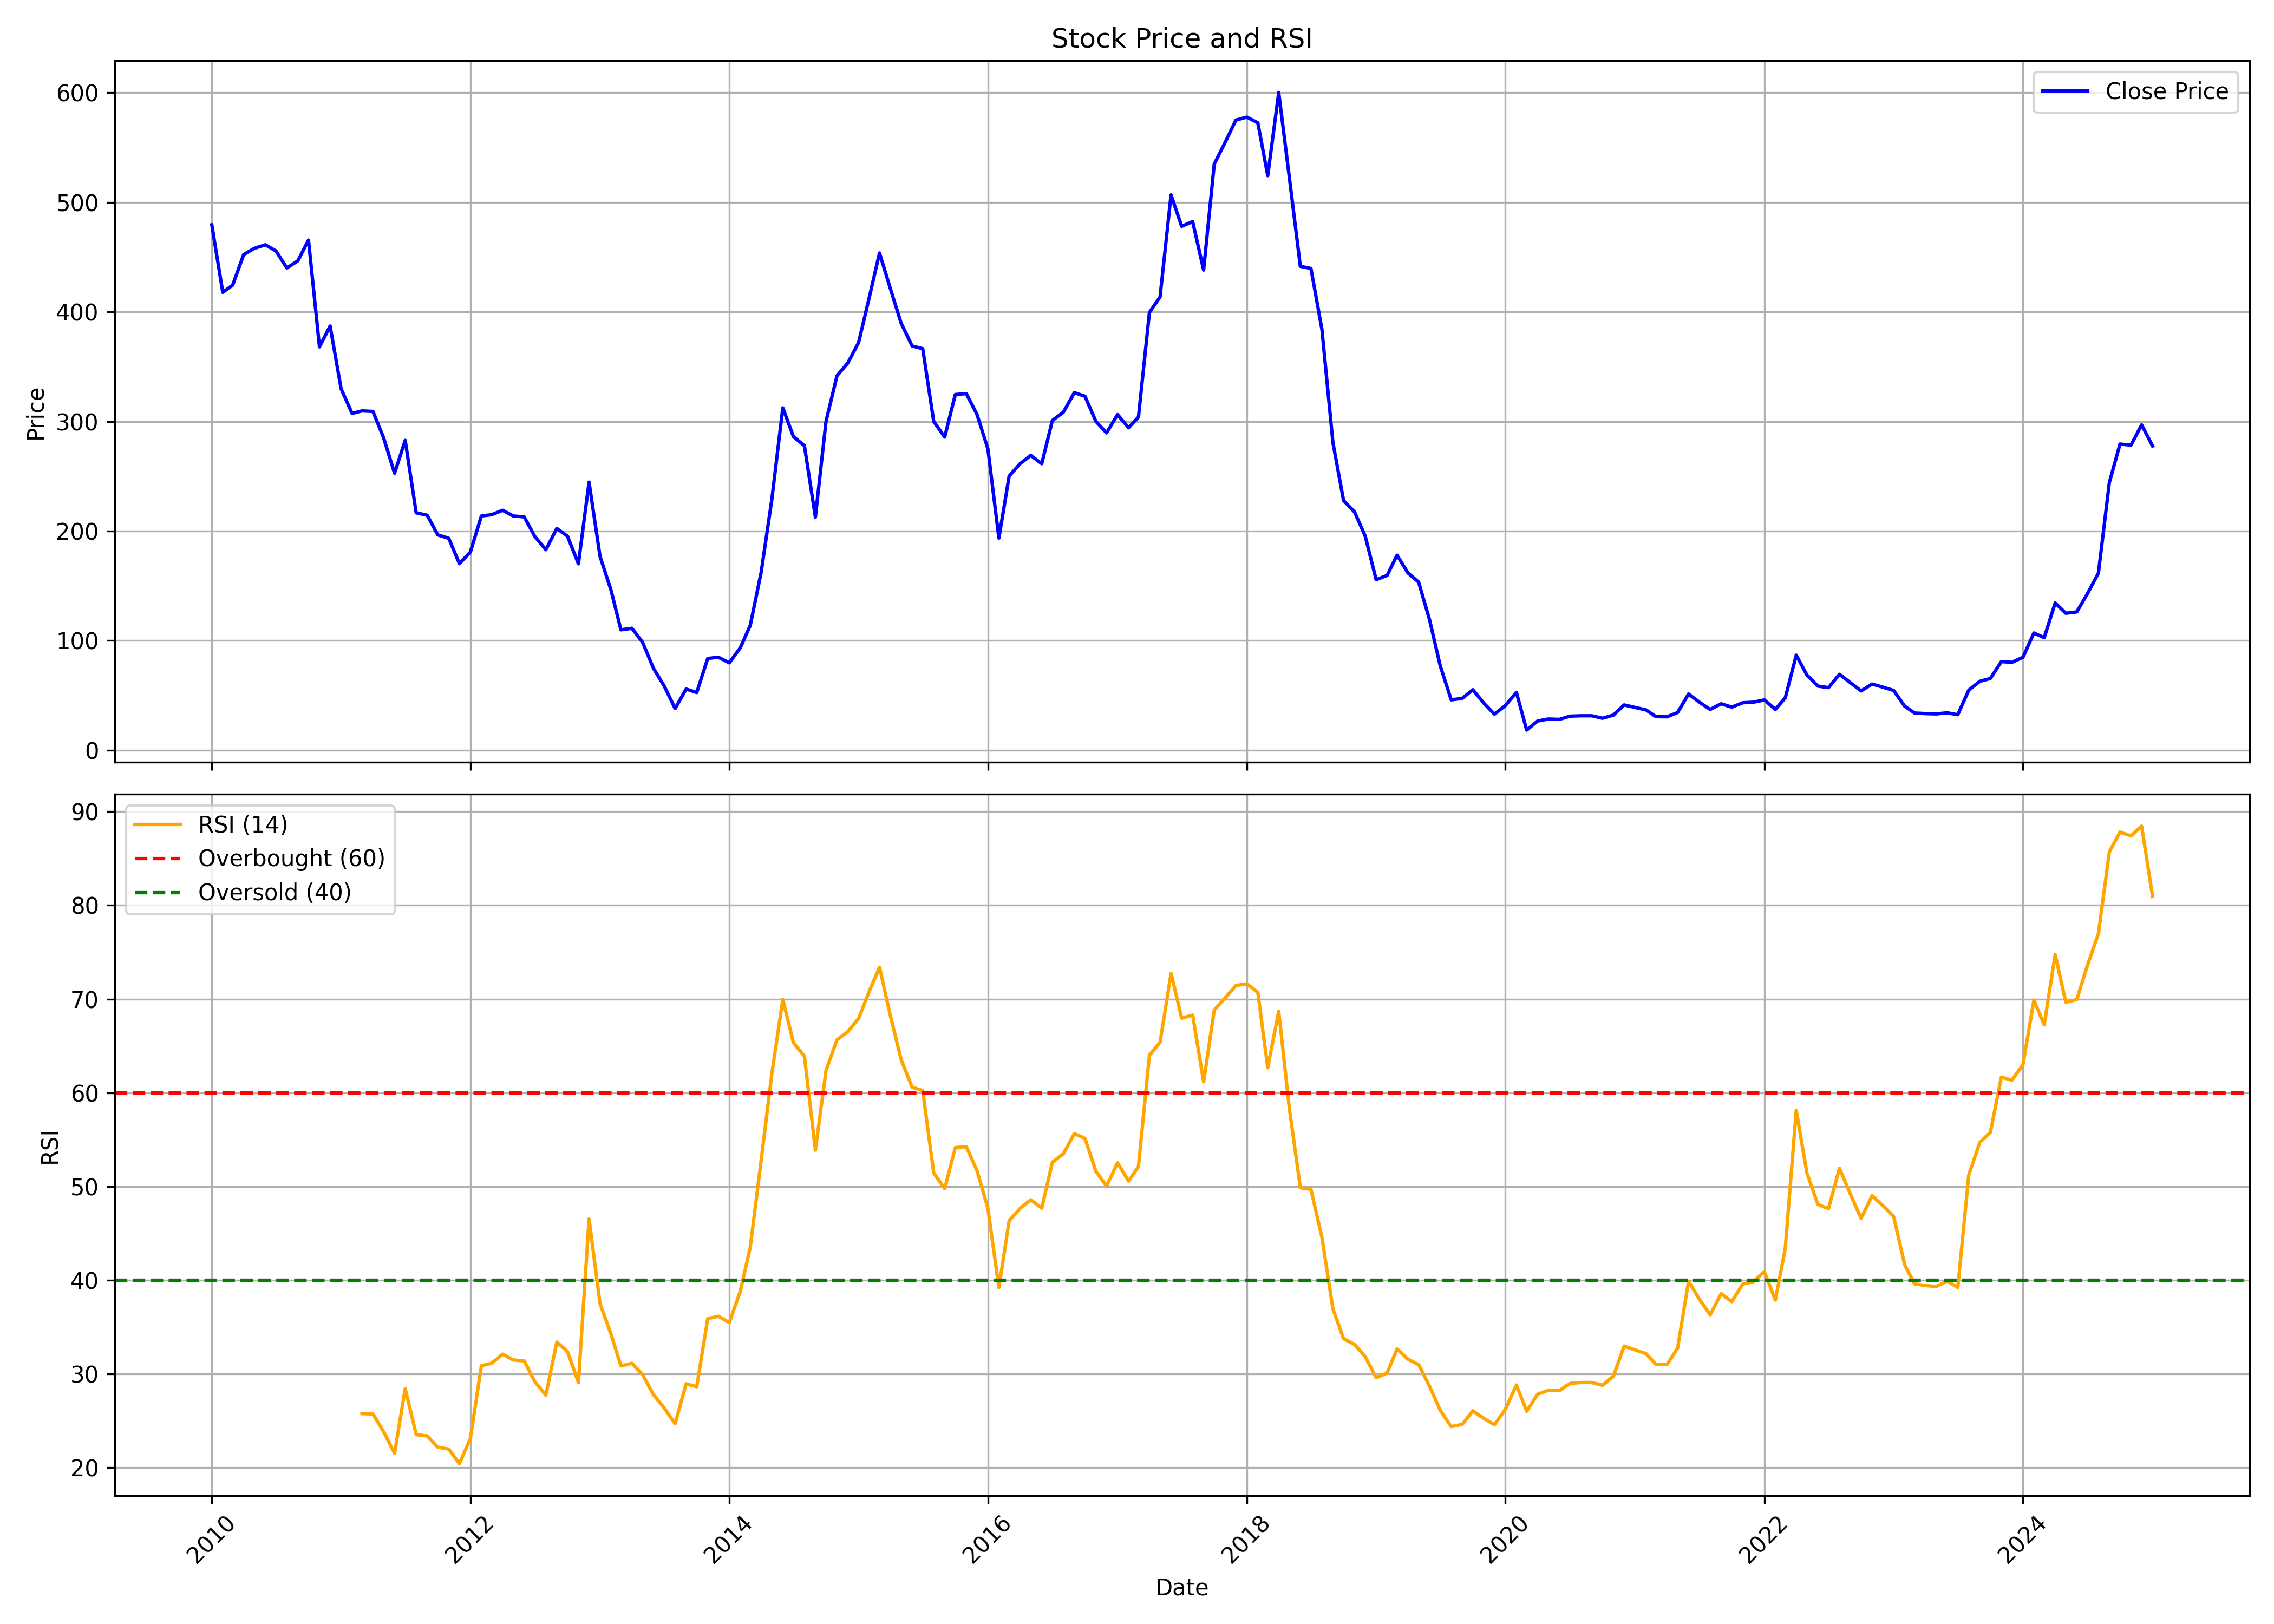 Stock Price and RSI
Close Price
600
500
400
300
200
100
0
Price
RSI (14)
Overbought (60)
Oversold (40)
90
80
70
60
50
40
30
20
RSI
2010
2012
2014
2016
2018
2020
2022
2024
Date